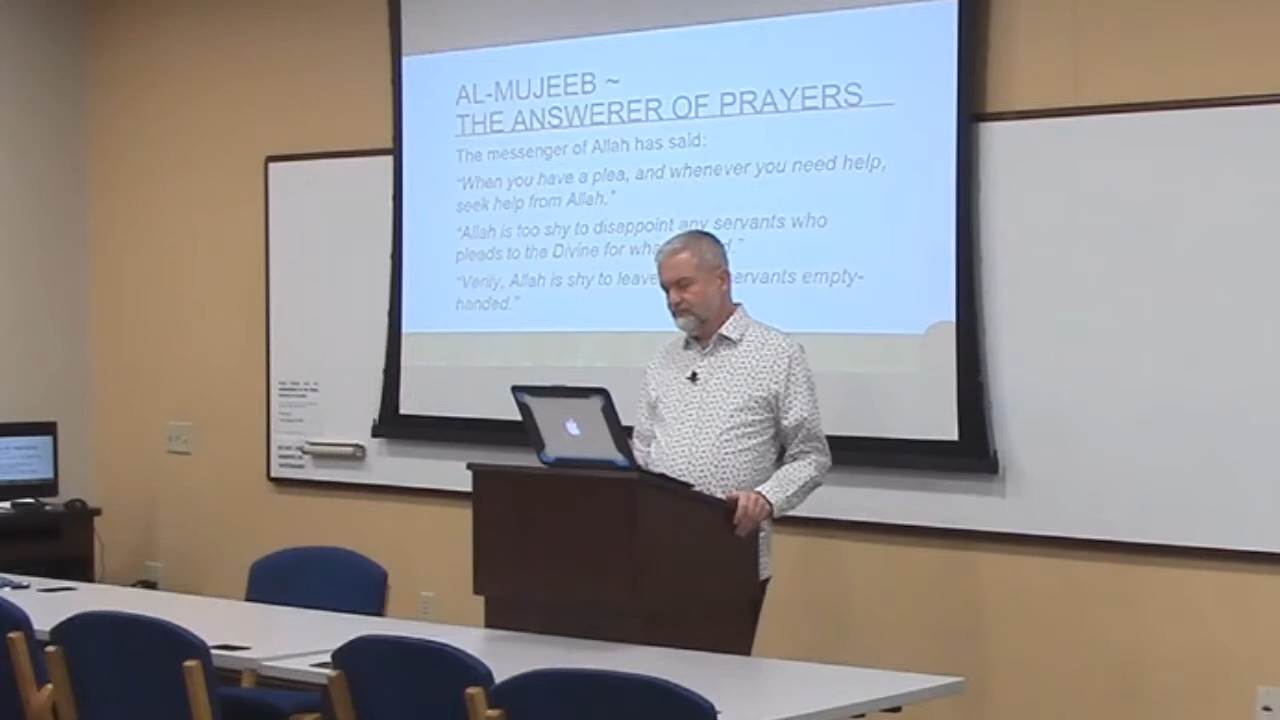 AL-MUJEEB ~
THE ANSWERER OF PRAYERS
The messenger of Allah has said:
"When you have a plea, and whenever you need help,
seek help from Allah."
"Allah is too shy to disappoint any servants who
pleads to the Divine for
"Verily, Allah is shy to leave servants empty-
handed."